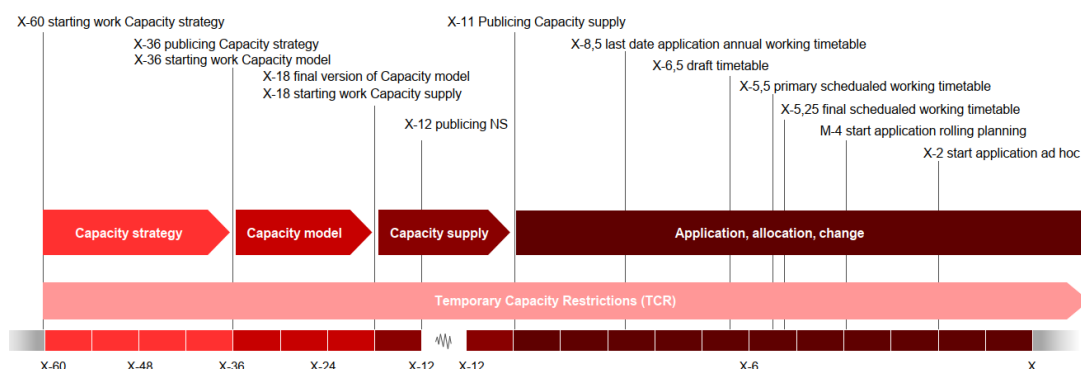 X-60 starting work Capacity strategy
X-11 Publicing Capacity supply
X-36 publicing Capacity strategy
X-36 starting work Capacity model
X-8,5 last date application annual working timetable
X-6,5 draft timetable
X-18 final version of Capacity model
X-18 starting work Capacity supply
X-5,5 primary schedualed working timetable
X-5,25 final schedualed working timetable
X-12 publicing NS
M-4 start application rolling planning
X-2 start application ad hoc
Capacity strategy
Capacity model
Capacity supply
Application, allocation, change
Temporary Capacity Restrictions (TCR)
X-60
X-48
X-36
X-24
X-12
X-12
X-6
X